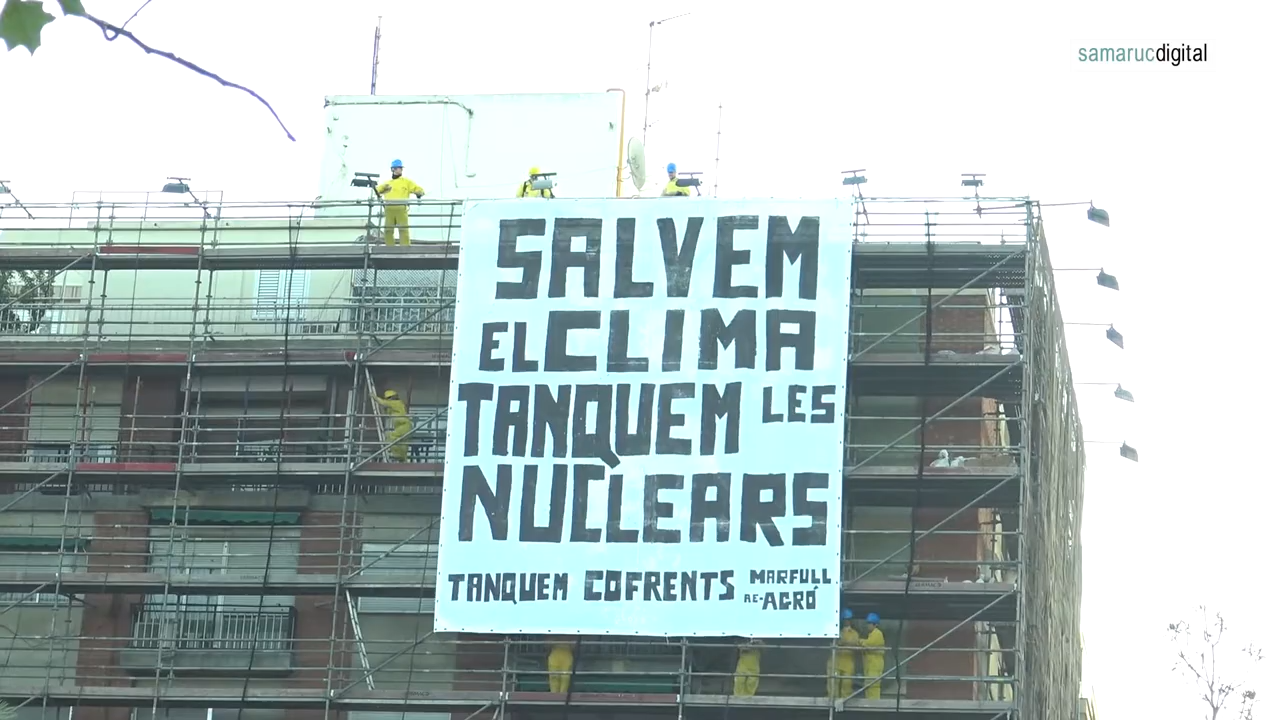 samarucdigital
SALVEM
EL CLIMA
TANQUEM LES
NUCLEARS
TANQUEM COFRENTS MARFULL
RE-AGRÓ